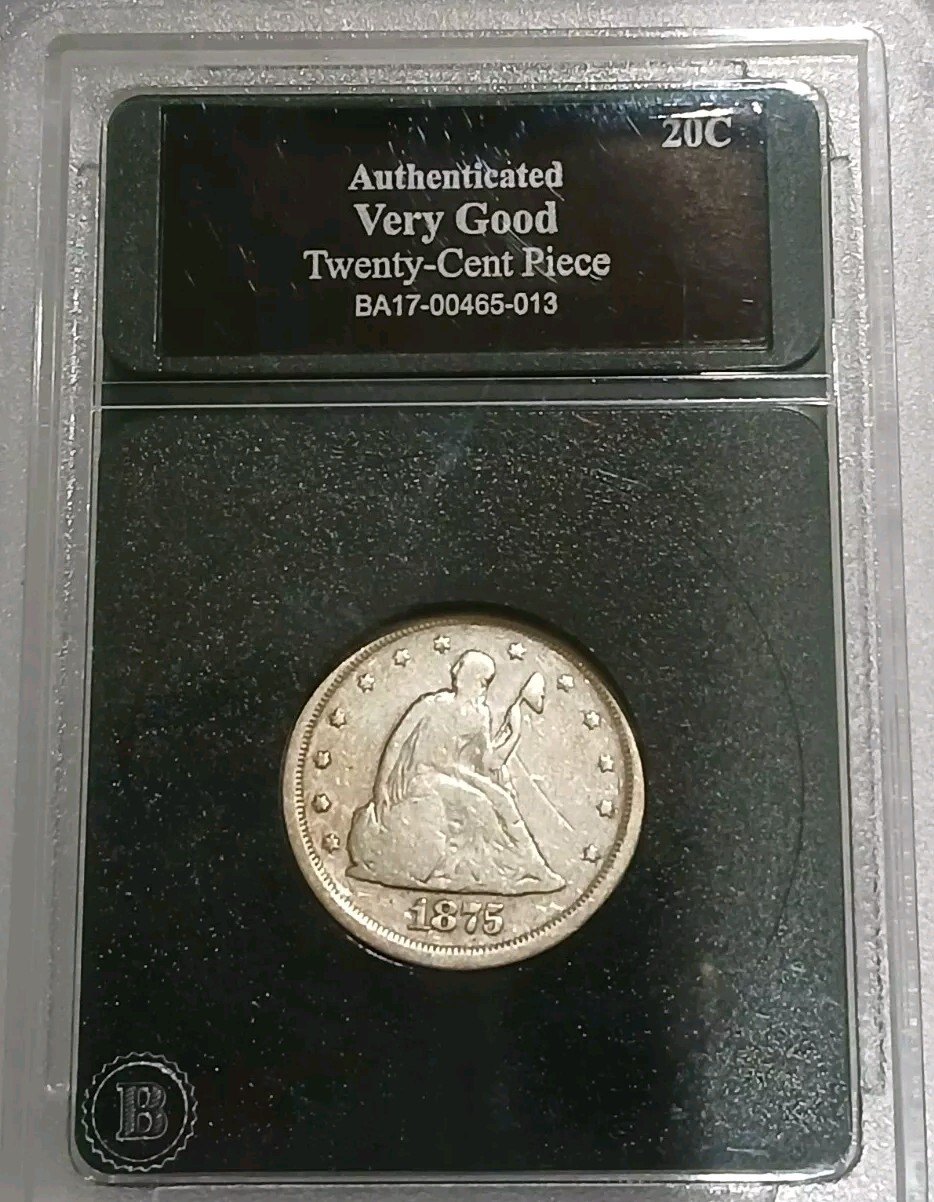 20C
Authenticated
Very Good
Twenty-Cent Piece
BA17-00465-013
1875
B